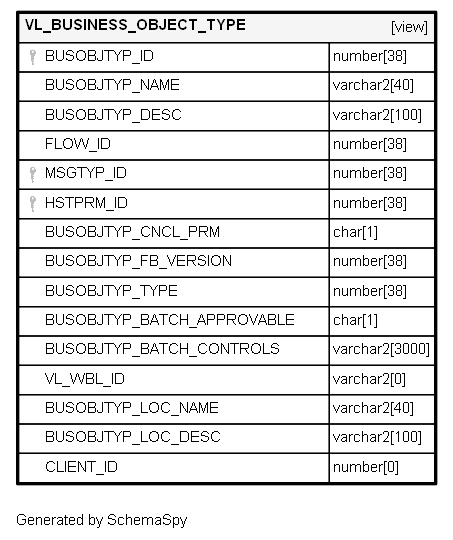 VL_BUSINESS_OBJECT_TYPE [view]
BUSOBJTYP_ID number[38]
BUSOBJTYP_NAME varchar2[40]
BUSOBJTYP_DESC varchar2[100]
FLOW_ID number[38]
MSGTYP_ID number[38]
HSTPRM_ID number[38]
BUSOBJTYP_CNCL_PRM char[1]
BUSOBJTYP_FB_VERSION number[38]
BUSOBJTYP_TYPE number[38]
BUSOBJTYP_BATCH_APPROVABLE char[1]
BUSOBJTYP_BATCH_CONTROLS varchar2[3000]
VL_WBL_ID varchar2[0]
BUSOBJTYP_LOC_NAME varchar2[40]
BUSOBJTYP_LOC_DESC varchar2[100]
CLIENT_ID number[0]
Generated by SchemaSpy